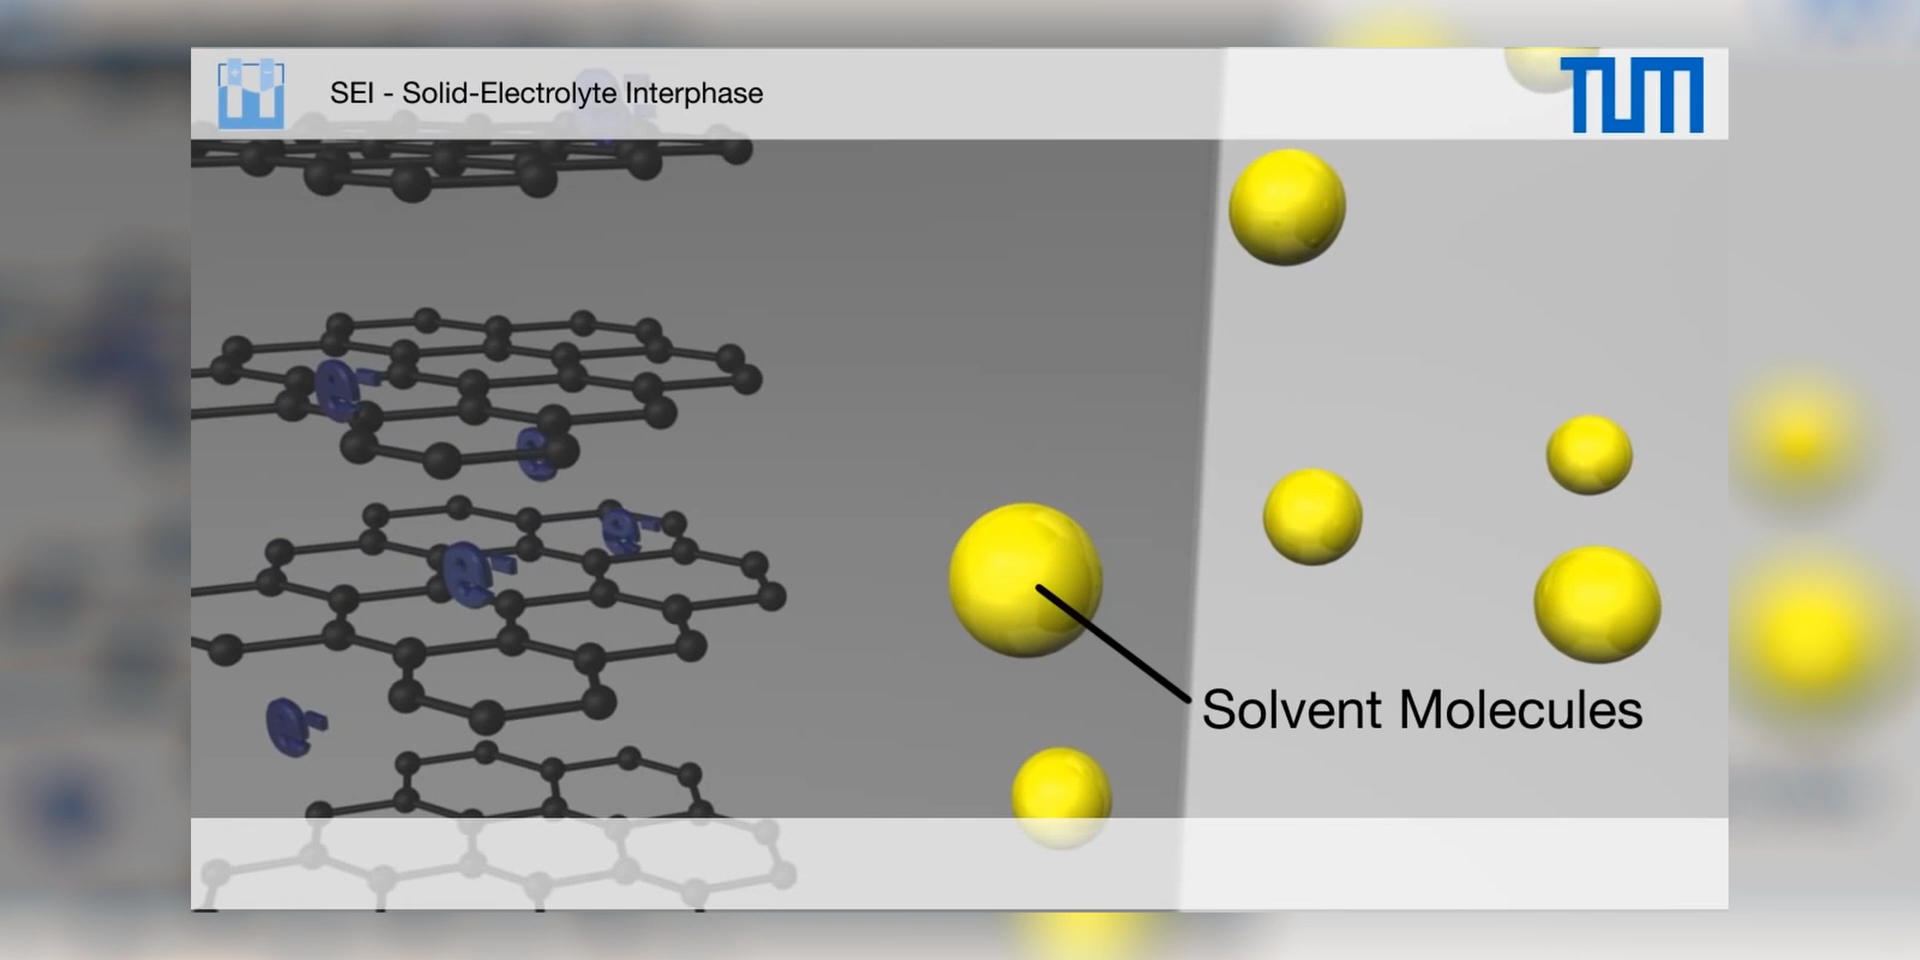 SEI - Solid-Electrolyte Interphase
TUM
e-
e-
e-
e-
Solvent Molecules
e-